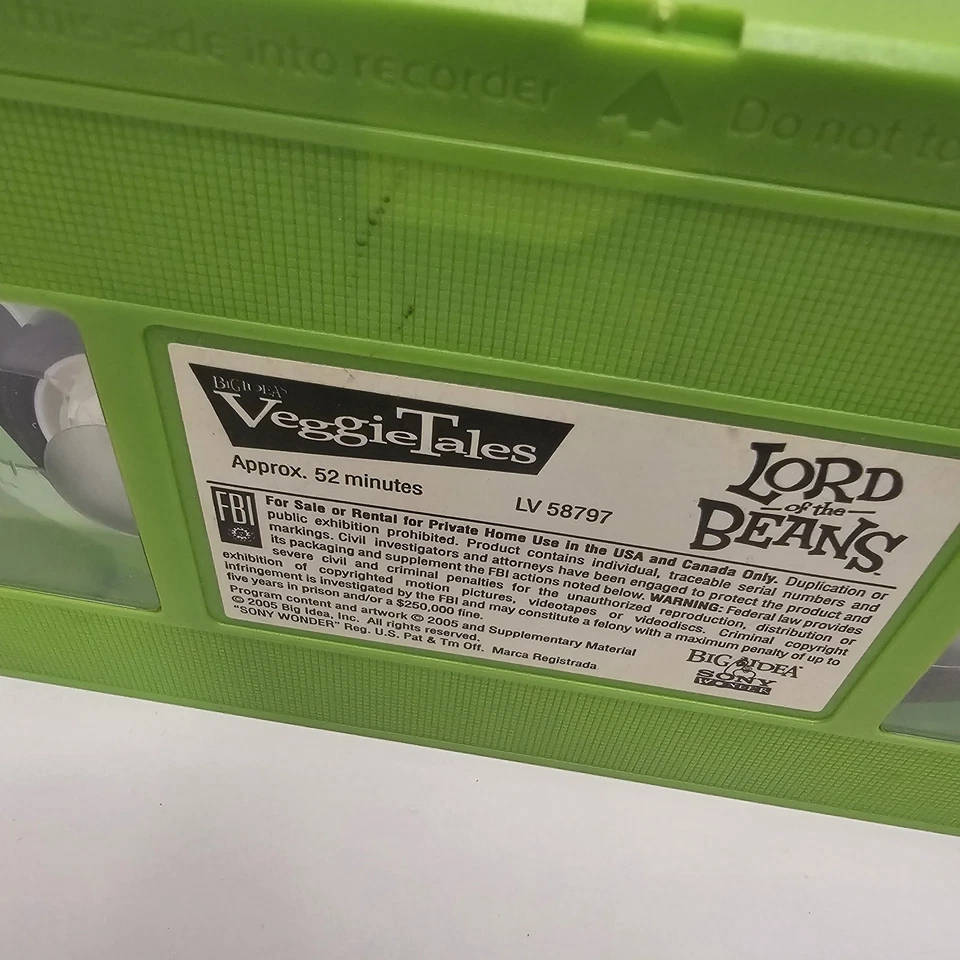 this side into recorder Do not to
BIG IDEA'S
VeggieTales
Approx. 52 minutes
LV 58797
LORD
of the
BEANS
FBI
For Sale or Rental for Private Home Use in the USA and Canada Only. Duplication or
public exhibition prohibited. Product contains individual, traceable serial numbers and
markings. Civil investigators and attorneys have been engaged to protect the product and
its packaging and supplement the FBI actions noted below. WARNING: Federal law provides
severe civil and criminal penalties for the unauthorized reproduction, distribution or
exhibition of copyrighted motion pictures, videotapes or videodiscs. Criminal copyright
infringement is investigated by the FBI and may constitute a felony with a maximum penalty of up to
five years in prison and/or a $250,000 fine.
Program content and artwork © 2005 and Supplementary Material
© 2005 Big Idea, Inc. All rights reserved.
"SONY WONDER" Reg. U.S. Pat & Tm Off. Marca Registrada
BIG IDEA
SONY
WONDER